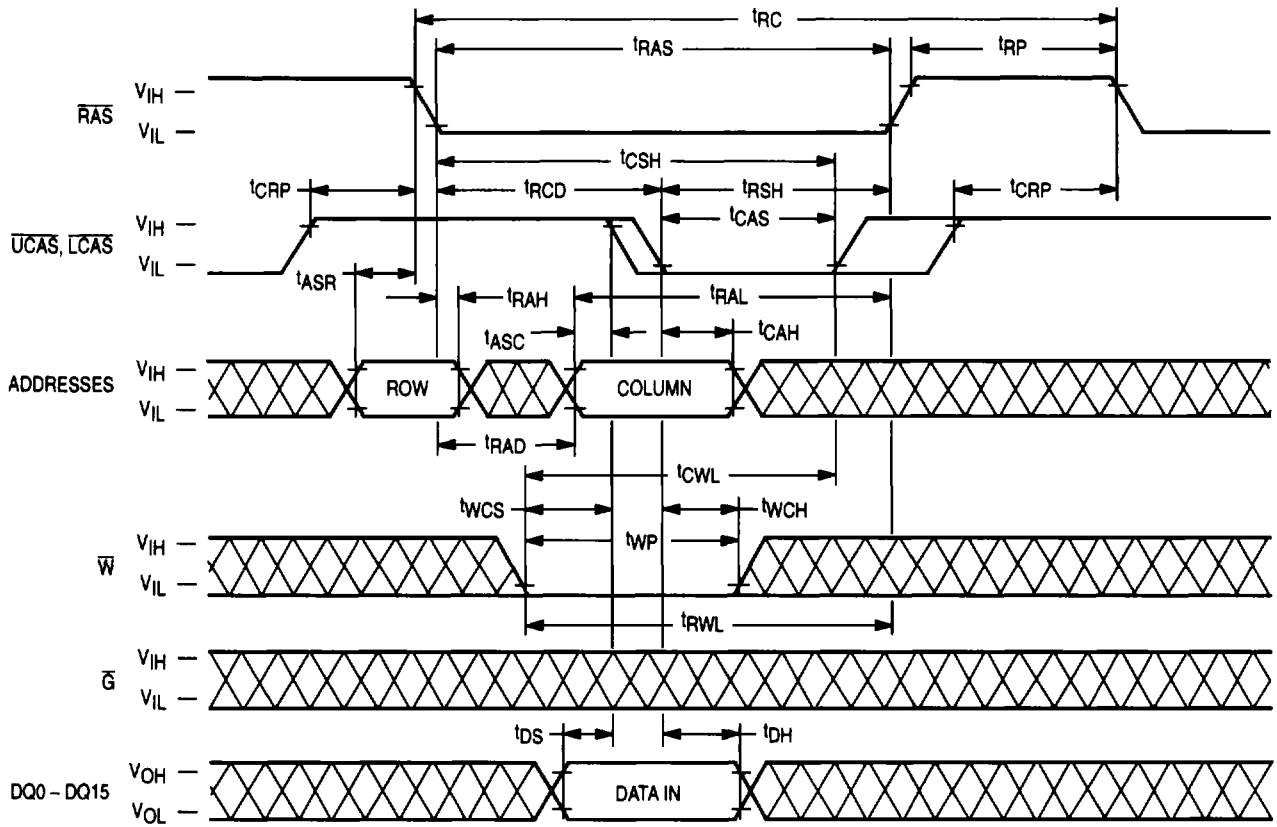 tRC
tRAS
tRP
VIH
RAS
VIL
tCSH
tCRP
tRCD
tRSH
tCRP
tCAS
VIH
UCAS, LCAS
VIL
tASR
tRAH
tRAL
tASC
tCAH
VIH
ADDRESSES
ROW
COLUMN
VIL
tRAD
tCWL
tWCS
tWCH
tWP
VIH
W
VIL
tRWL
VIH
G
VIL
tDS
tDH
VOH
DQ0 – DQ15
DATA IN
VOL